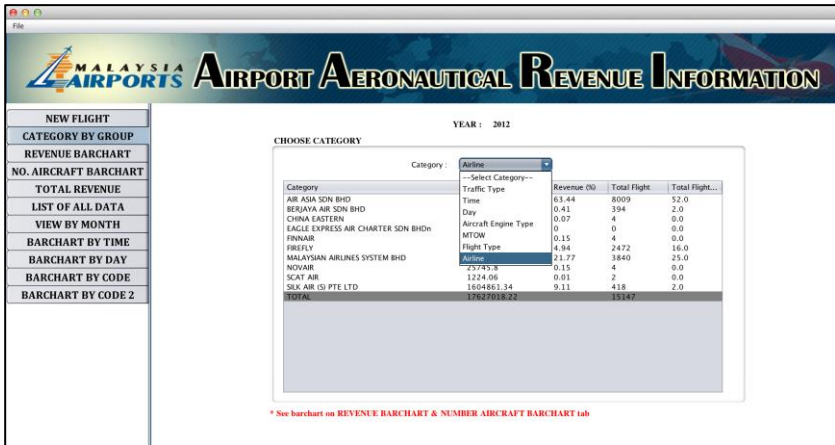 File
MALAYSIA
AIRPORTS
AIRPORT AERONAUTICAL REVENUE INFORMATION
NEW FLIGHT
CATEGORY BY GROUP
REVENUE BARCHART
NO. AIRCRAFT BARCHART
TOTAL REVENUE
LIST OF ALL DATA
VIEW BY MONTH
BARCHART BY TIME
BARCHART BY DAY
BARCHART BY CODE
BARCHART BY CODE 2
YEAR : 2012
CHOOSE CATEGORY
Category : Airline
--Select Category--
Traffic Type
Time
Day
Aircraft Engine Type
MTOW
Flight Type
Airline
Category Revenue (%) Total Flight Total Flight...
AIR ASIA SDN BHD 63.44 8009 52.0
BERJAYA AIR SDN BHD 0.41 394 2.0
CHINA EASTERN 0.07 4 0.0
EAGLE EXPRESS AIR CHARTER SDN BHDn 0 0 0.0
FINNAIR 0.15 4 0.0
FIREFLY 4.94 2472 16.0
MALAYSIAN AIRLINES SYSTEM BHD 21.77 3840 25.0
NOVAIR 25745.8 0.15 4 0.0
SCAT AIR 1224.06 0.01 2 0.0
SILK AIR (S) PTE LTD 1604861.34 9.11 418 2.0
TOTAL 17627018.22 15147
* See barchart on REVENUE BARCHART & NUMBER AIRCRAFT BARCHART tab